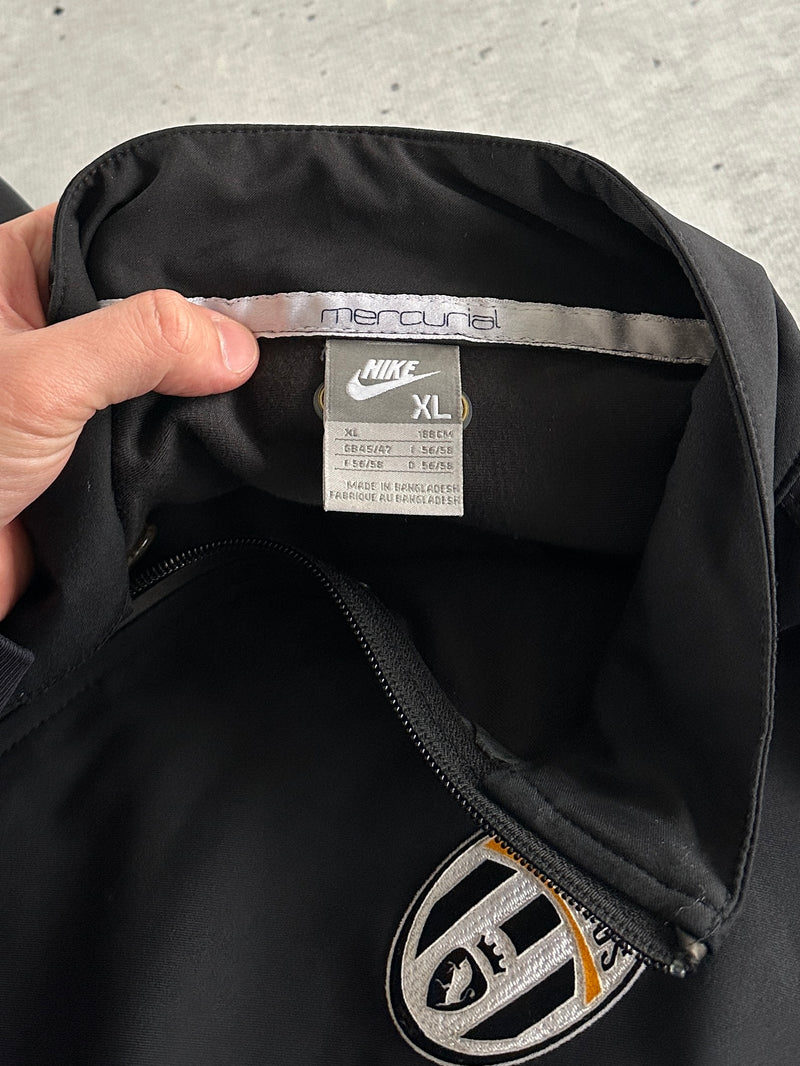 mercurial
NIKE
XL
XL 188CM
GB45/47 I 56/58
F 56/58 D 56/58
MADE IN BANGLADESH
FABRIQUE AU BANGLADESH